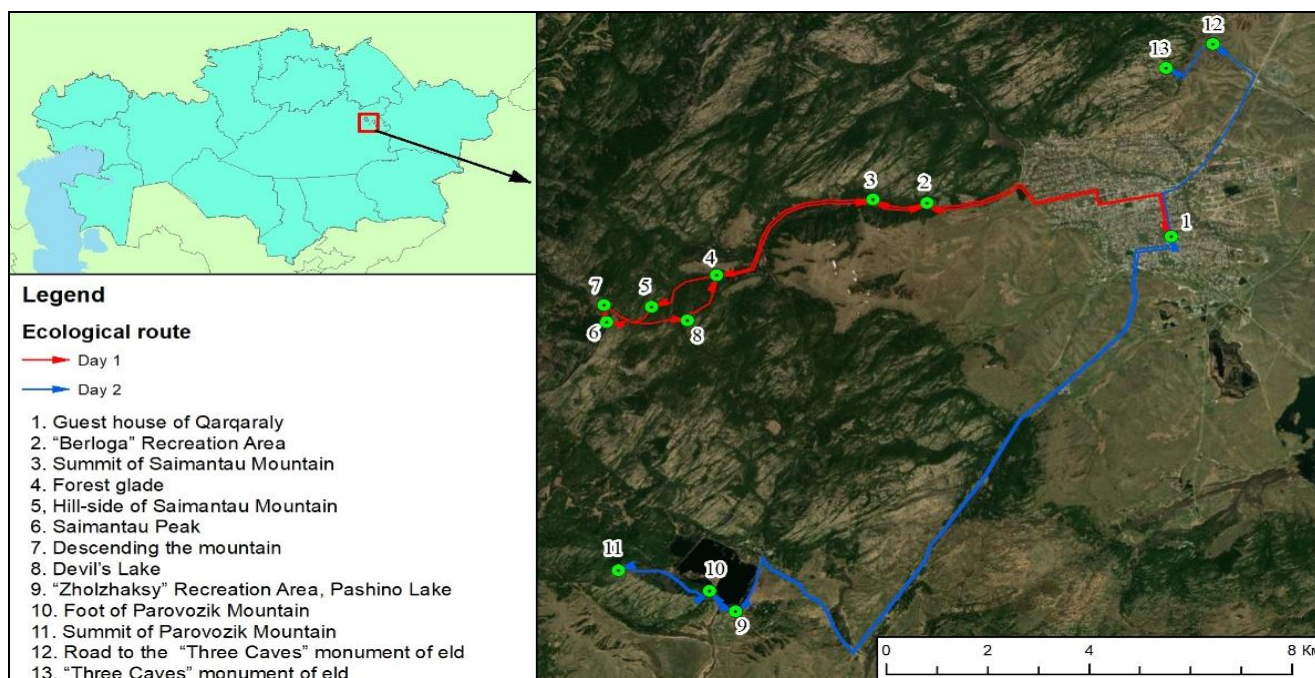 Legend
Ecological route
Day 1
Day 2
1. Guest house of Qarqaraly
2. “Berloga” Recreation Area
3. Summit of Saimantau Mountain
4. Forest glade
5, Hill-side of Saimantau Mountain
6. Saimantau Peak
7. Descending the mountain
8. Devil's Lake
9. “Zholzhaksy” Recreation Area, Pashino Lake
10. Foot of Parovozik Mountain
11. Summit of Parovozik Mountain
12. Road to the “Three Caves” monument of eld
13. “Three Caves” monument of eld
12
13
3
2
1
4
7
5
6
8
11
10
9
0 2 4 8 Km